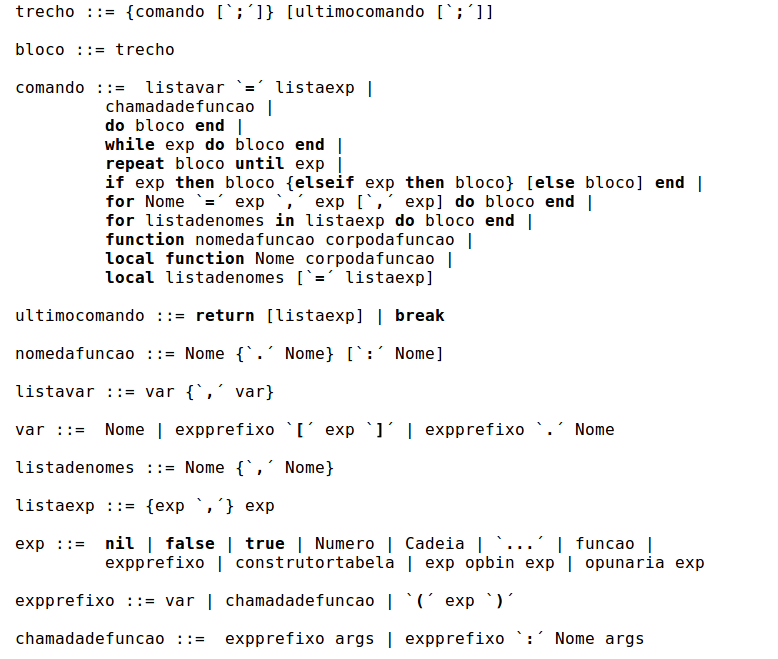 trecho ::= {comando [`;´]} [ultimocomando [`;´]]
bloco ::= trecho
comando ::=  listavar `=´ listaexp |
chamadadefuncao |
do bloco end |
while exp do bloco end |
repeat bloco until exp |
if exp then bloco {elseif exp then bloco} [else bloco] end |
for Nome `=´ exp `,´ exp [`,´ exp] do bloco end |
for listadenomes in listaexp do bloco end |
function nomedafuncao corpodafuncao |
local function Nome corpodafuncao |
local listadenomes [`=´ listaexp]
ultimocomando ::= return [listaexp] | break
nomedafuncao ::= Nome {`.´ Nome} [`:´ Nome]
listavar ::= var {`,´ var}
var ::=  Nome | expprefixo `[´ exp `]´ | expprefixo `.´ Nome
listadenomes ::= Nome {`,´ Nome}
listaexp ::= {exp `,´} exp
exp ::=  nil | false | true | Numero | Cadeia | `...´ | funcao |
expprefixo | construtortabela | exp opbin exp | opunaria exp
expprefixo ::= var | chamadadefuncao | `(´ exp `)´
chamadadefuncao ::=  expprefixo args | expprefixo `:´ Nome args